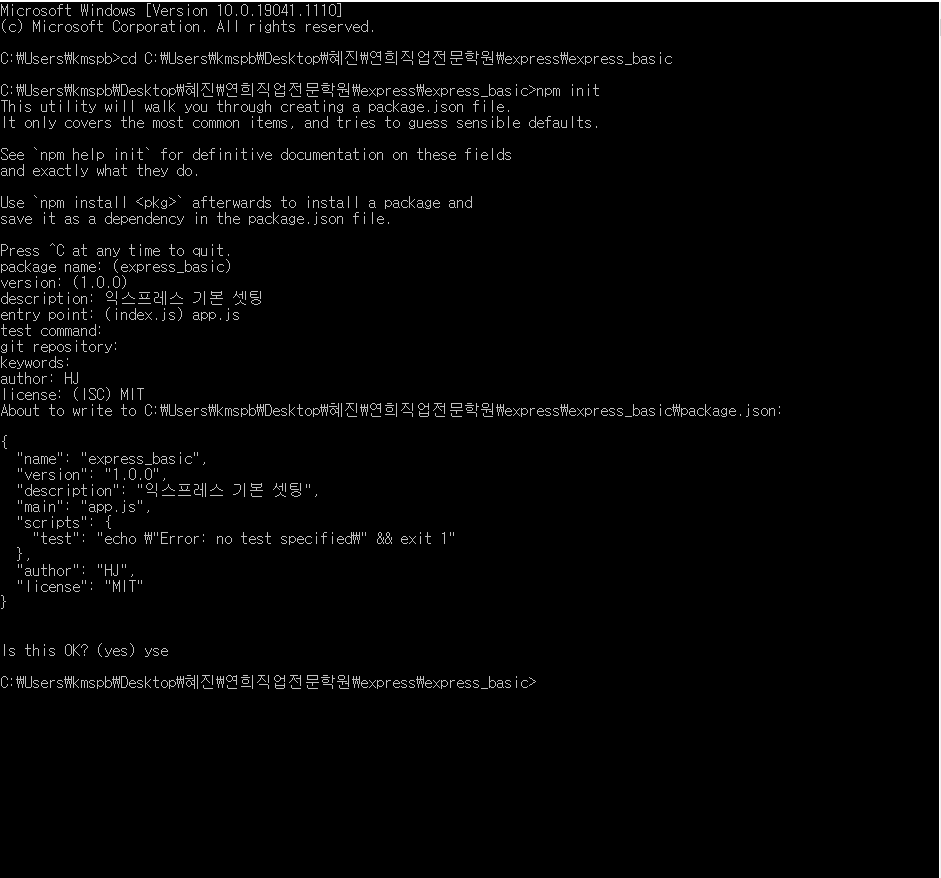 Microsoft Windows [Version 10.0.19041.1110]
(c) Microsoft Corporation. All rights reserved.
C:₩Users₩kmspb>cd C:₩Users₩kmspb₩Desktop₩혜진₩연희직업전문학원₩express₩express_basic
C:₩Users₩kmspb₩Desktop₩혜진₩연희직업전문학원₩express₩express_basic>npm init
This utility will walk you through creating a package.json file.
It only covers the most common items, and tries to guess sensible defaults.
See `npm help init` for definitive documentation on these fields
and exactly what they do.
Use `npm install <pkg>` afterwards to install a package and
save it as a dependency in the package.json file.
Press ^C at any time to quit.
package name: (express_basic)
version: (1.0.0)
description: 익스프레스 기본 셋팅
entry point: (index.js) app.js
test command:
git repository:
keywords:
author: HJ
license: (ISC) MIT
About to write to C:₩Users₩kmspb₩Desktop₩혜진₩연희직업전문학원₩express₩express_basic₩package.json:
{
  "name": "express_basic",
  "version": "1.0.0",
  "description": "익스프레스 기본 셋팅",
  "main": "app.js",
  "scripts": {
    "test": "echo ₩"Error: no test specified₩" && exit 1"
  },
  "author": "HJ",
  "license": "MIT"
}
Is this OK? (yes) yse
C:₩Users₩kmspb₩Desktop₩혜진₩연희직업전문학원₩express₩express_basic>